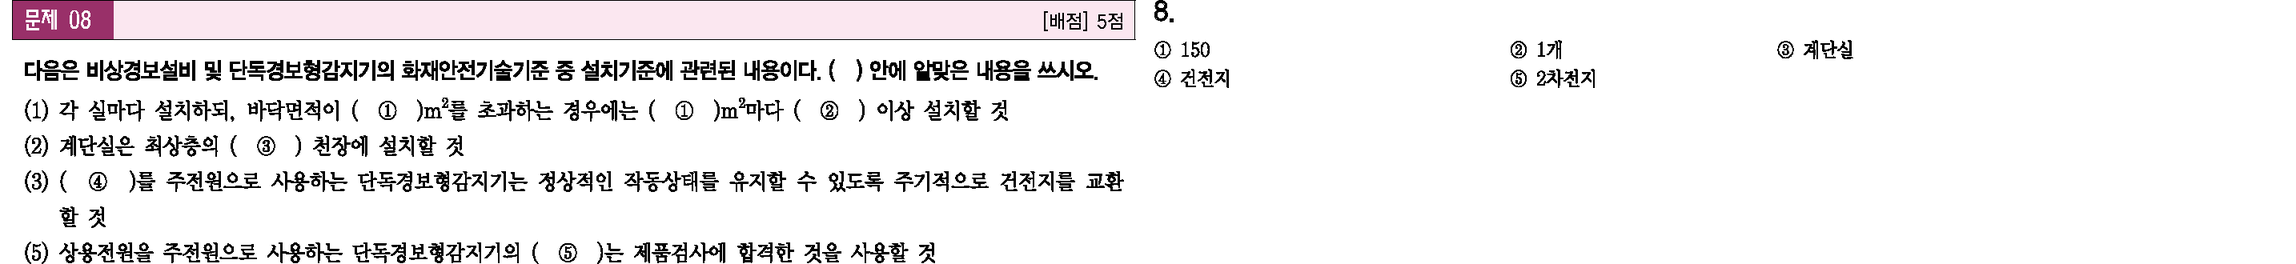 문제 08
[배점] 5점
다음은 비상경보설비 및 단독경보형감지기의 화재안전기술기준 중 설치기준에 관련된 내용이다. (   ) 안에 알맞은 내용을 쓰시오.
(1) 각 실마다 설치하되, 바닥면적이 ( ① )m²를 초과하는 경우에는 ( ① )m²마다 ( ② ) 이상 설치할 것
(2) 계단실은 최상층의 ( ③ ) 천장에 설치할 것
(3) ( ④ )를 주전원으로 사용하는 단독경보형감지기는 정상적인 작동상태를 유지할 수 있도록 주기적으로 건전지를 교환
할 것
(5) 상용전원을 주전원으로 사용하는 단독경보형감지기의 ( ⑤ )는 제품검사에 합격한 것을 사용할 것
8.
① 150 ② 1개 ③ 계단실
④ 건전지 ⑤ 2차전지